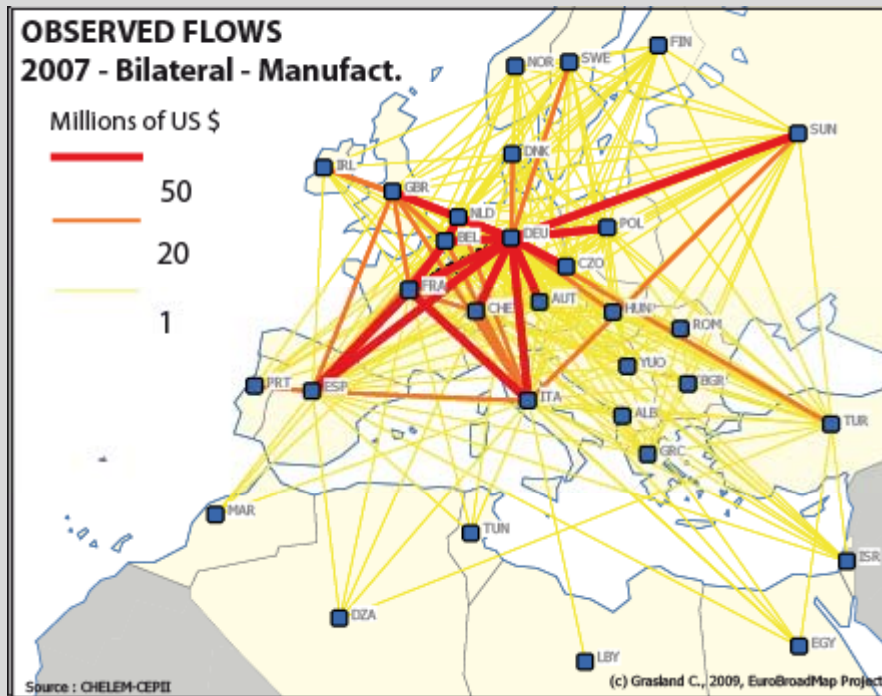 OBSERVED FLOWS
2007 - Bilateral - Manufact.
Millions of US $
50
20
1
FIN
NOR
SWE
SUN
DNK
IRL
GBR
NLD
POL
DEU
BEL
CZO
FRA
AUT
CHE
HUN
ROM
YUO
BGR
PRT
ESP
ITA
ALB
TUR
GRC
MAR
TUN
ISR
DZA
EGY
LBY
Source : CHELEM-CEPII
(c) Grasland C., 2009, EuroBroadMap Project